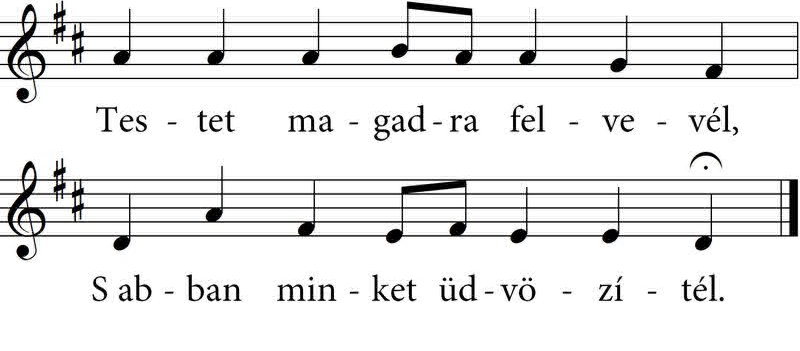 Tes - tet ma - gad - ra fel - ve - vél,
S ab - ban min - ket üd - vö - zí - tél.